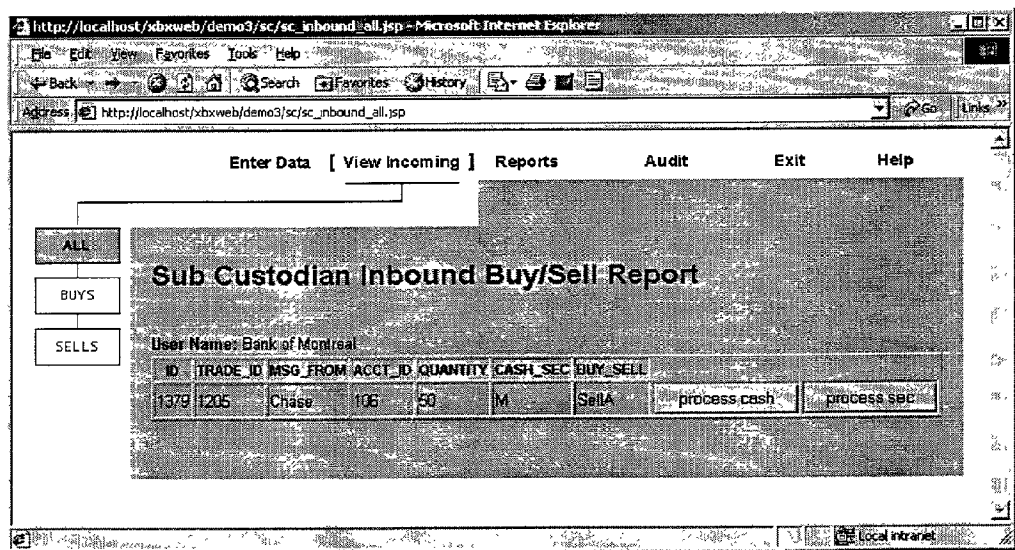 http://localhost/xbxweb/demo3/sc/sc_inbound_all.jsp - Microsoft Internet Explorer
File Edit View Favorites Tools Help
Back Search Favorites History
Address http://localhost/xbxweb/demo3/sc/sc_inbound_all.jsp Go Links »
Enter Data [ View Incoming ] Reports Audit Exit Help
ALL
BUYS
SELLS
Sub Custodian Inbound Buy/Sell Report
User Name: Bank of Montreal
ID TRADE_ID MSG_FROM ACCT_ID QUANTITY CASH_SEC BUY_SELL
1379 1205 Chase 106 50 M SellA process cash process sec
Local intranet